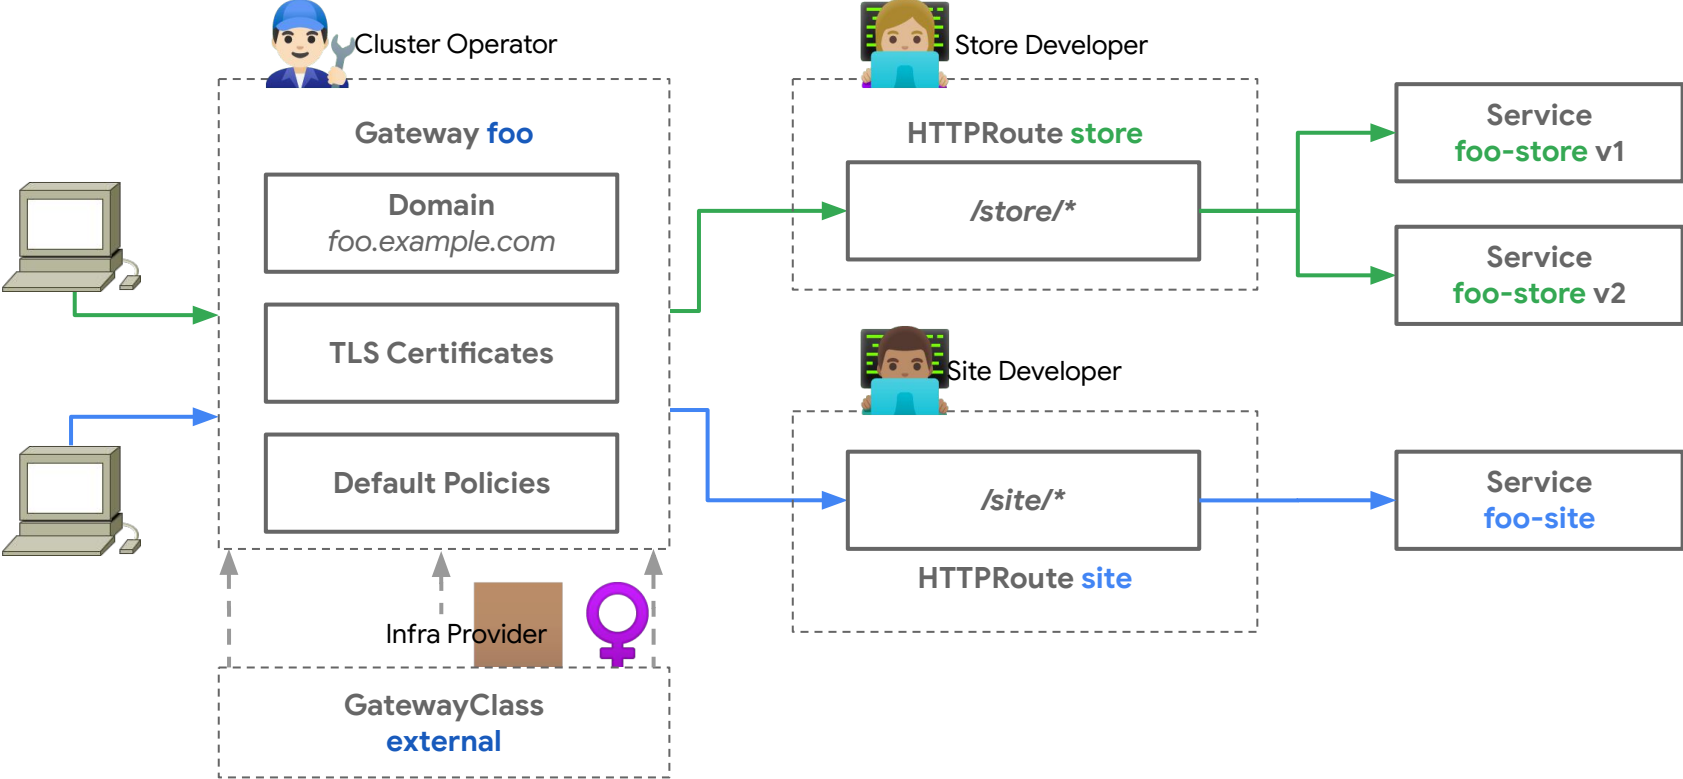 Cluster Operator
Gateway foo
Domain
foo.example.com
TLS Certificates
Default Policies
Infra Provider
GatewayClass
external
Store Developer
HTTPRoute store
/store/*
Site Developer
/site/*
HTTPRoute site
Service
foo-store v1
Service
foo-store v2
Service
foo-site